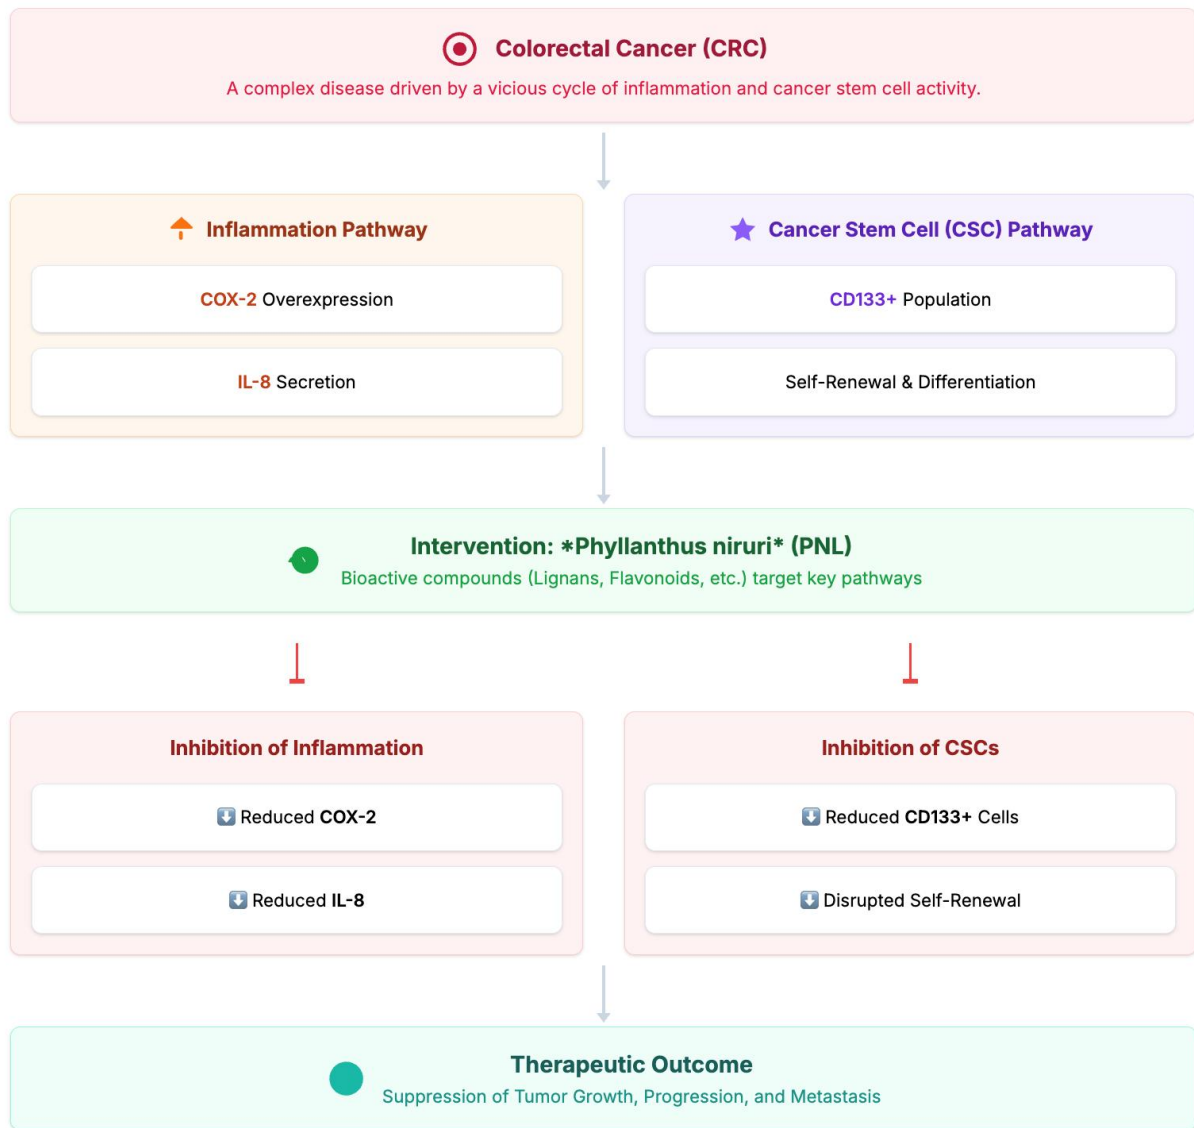 Colorectal Cancer (CRC)
A complex disease driven by a vicious cycle of inflammation and cancer stem cell activity.
Inflammation Pathway
COX-2 Overexpression
IL-8 Secretion
Cancer Stem Cell (CSC) Pathway
CD133+ Population
Self-Renewal & Differentiation
Intervention: *Phyllanthus niruri* (PNL)
Bioactive compounds (Lignans, Flavonoids, etc.) target key pathways
Inhibition of Inflammation
⬇️ Reduced COX-2
⬇️ Reduced IL-8
Inhibition of CSCs
⬇️ Reduced CD133+ Cells
⬇️ Disrupted Self-Renewal
Therapeutic Outcome
Suppression of Tumor Growth, Progression, and Metastasis